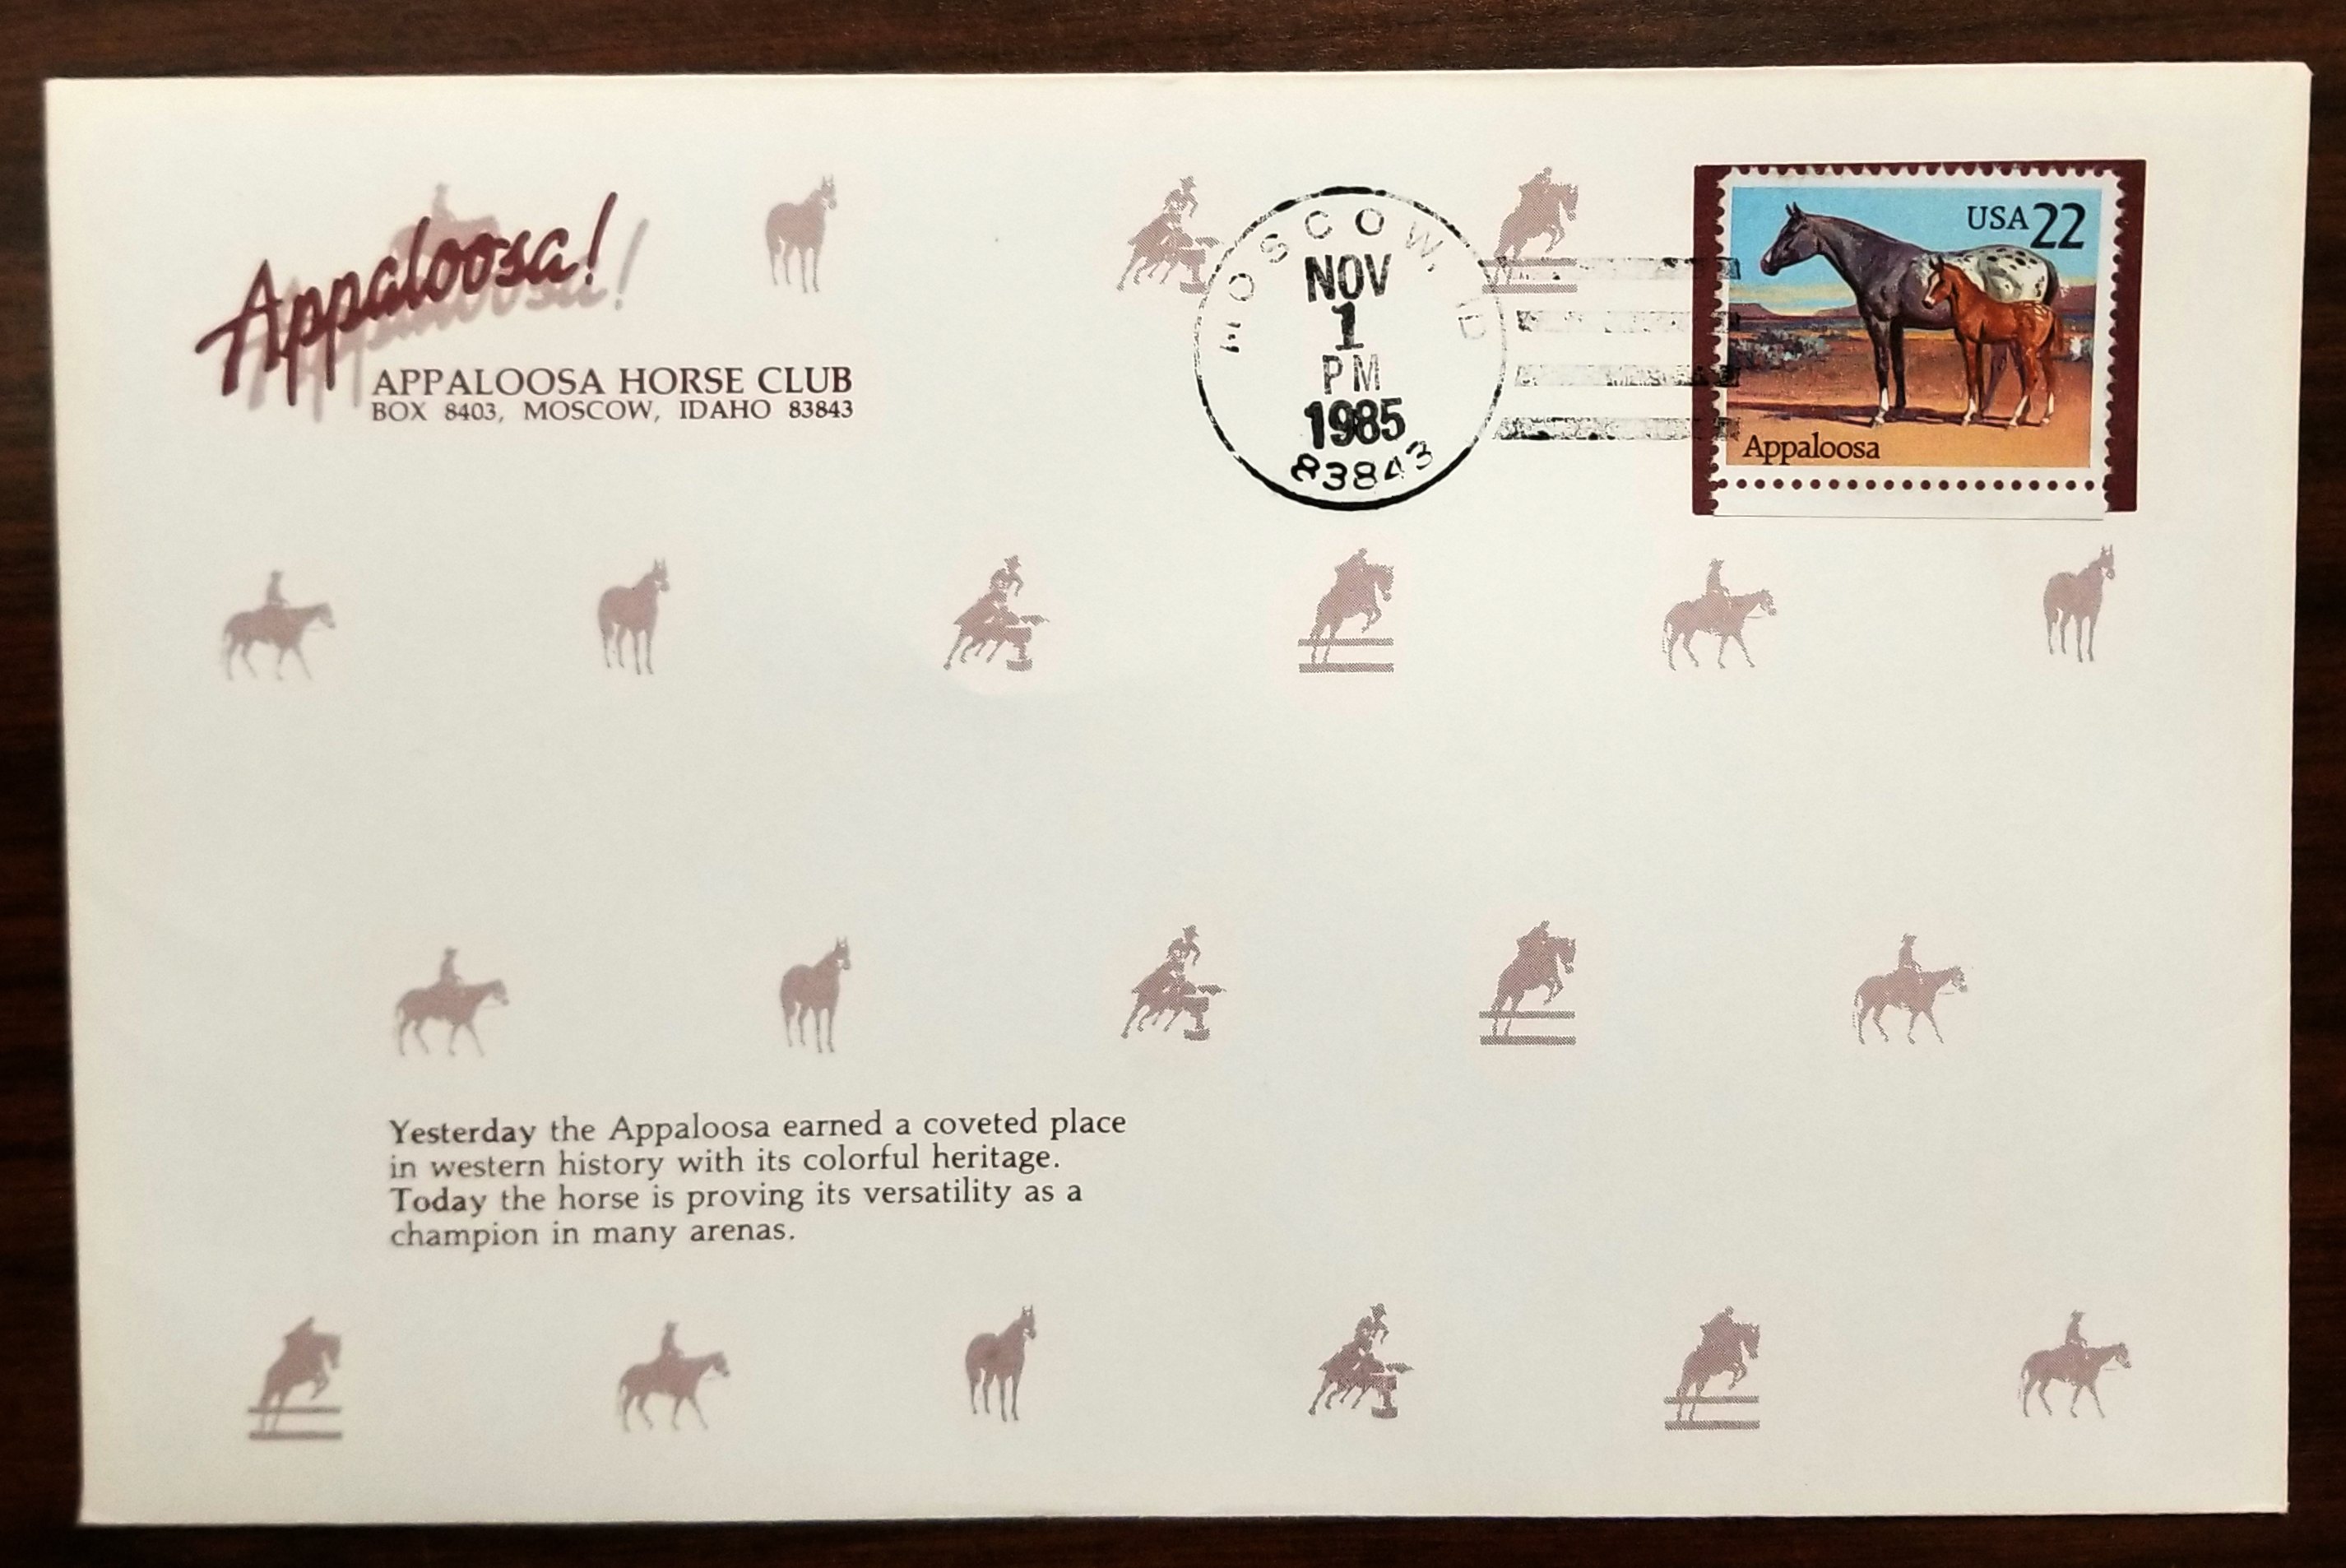 Appaloosa!
APPALOOSA HORSE CLUB
BOX 8403, MOSCOW, IDAHO 83843
MOSCOW, ID
NOV
1
PM
1985
83843
USA 22
Appaloosa
Yesterday the Appaloosa earned a coveted place
in western history with its colorful heritage.
Today the horse is proving its versatility as a
champion in many arenas.